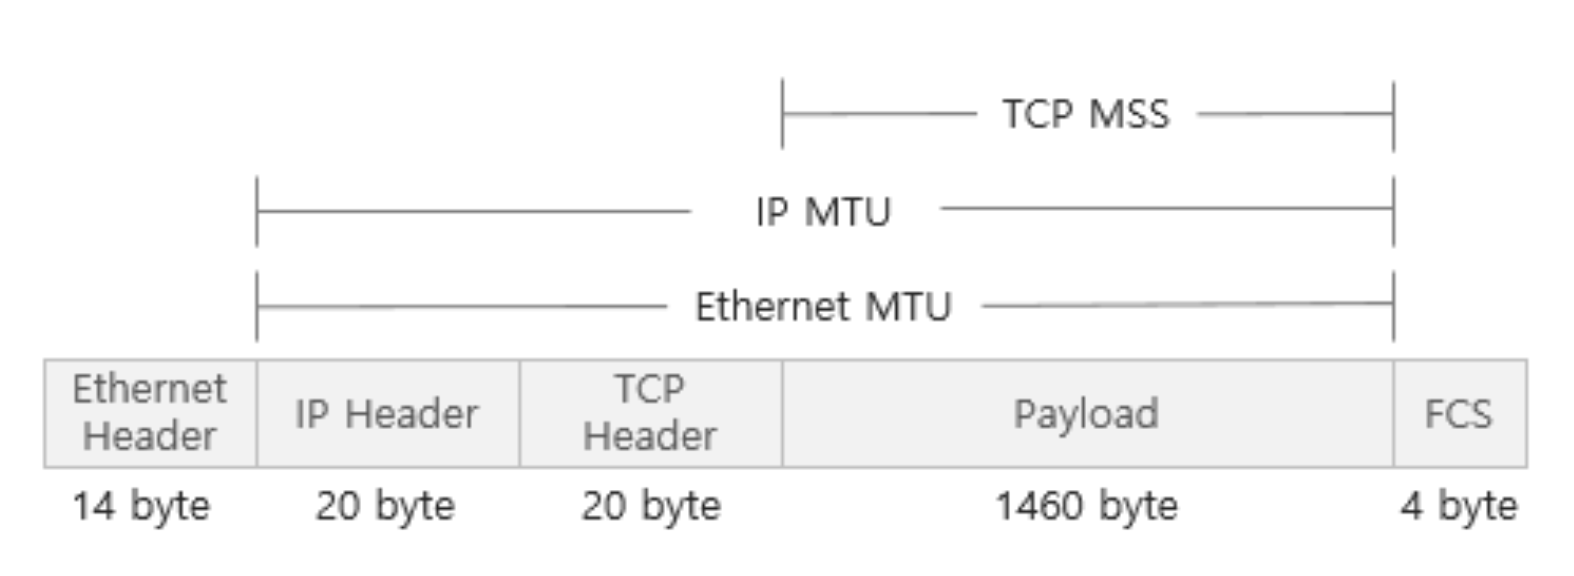 TCP MSS
IP MTU
Ethernet MTU
Ethernet
Header
IP Header
TCP
Header
Payload
FCS
14 byte
20 byte
20 byte
1460 byte
4 byte